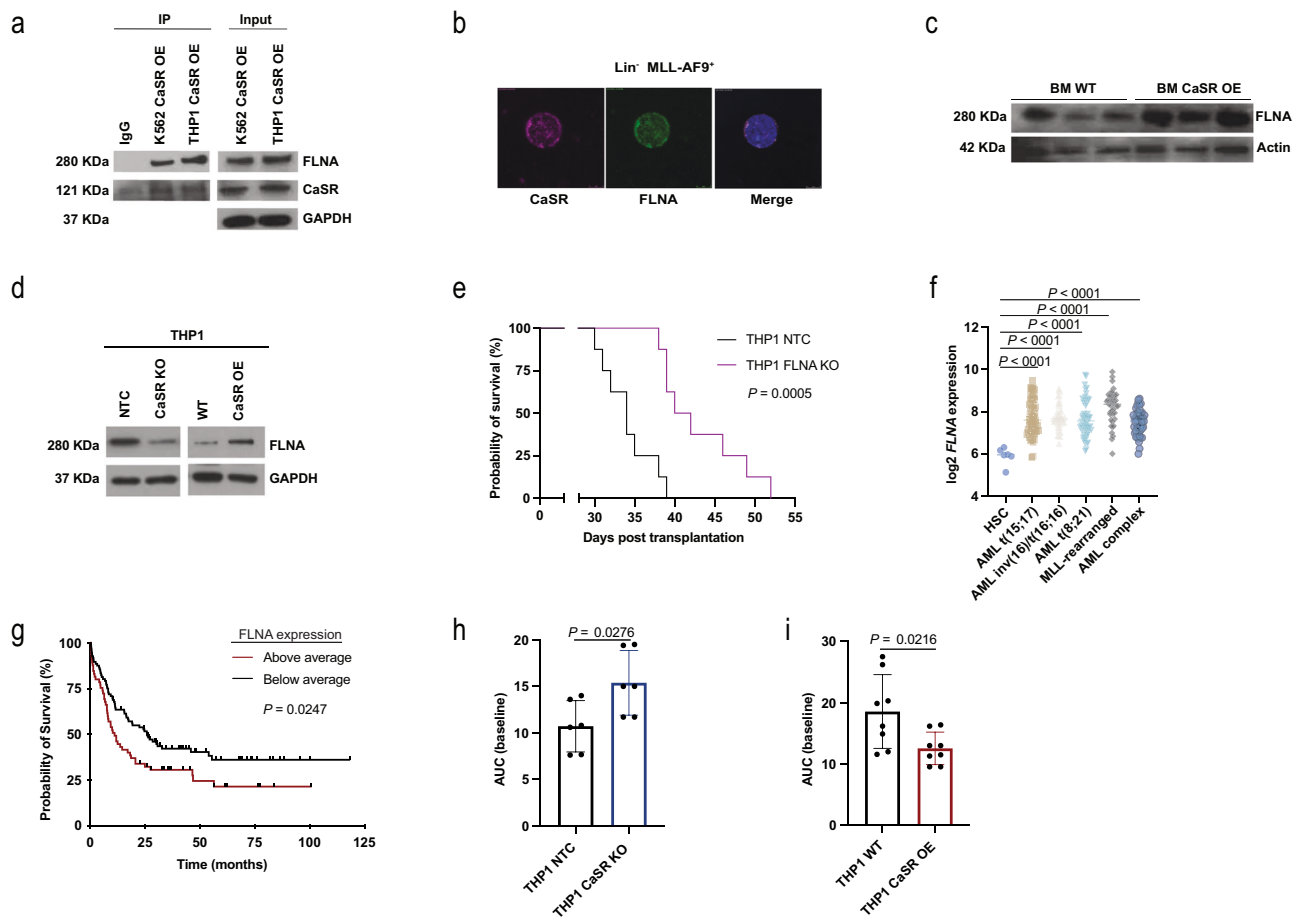 a
IP
Input
IgG
K562 CaSR OE
THP1 CaSR OE
K562 CaSR OE
THP1 CaSR OE
280 KDa
FLNA
121 KDa
CaSR
37 KDa
GAPDH
b
Lin- MLL-AF9+
CaSR
FLNA
Merge
c
BM WT
BM CaSR OE
280 KDa
FLNA
42 KDa
Actin
d
THP1
NTC
CaSR KO
WT
CaSR OE
280 KDa
FLNA
37 KDa
GAPDH
e
Probability of survival (%)
100
75
50
25
0
0
30
35
40
45
50
55
Days post transplantation
THP1 NTC
THP1 FLNA KO
P = 0.0005
f
P < 0001
P < 0001
P < 0001
P < 0001
P < 0001
log2 FLNA expression
12
10
8
6
4
HSC
AML t(15;17)
AML inv(16)/t(16;16)
AML t(8;21)
MLL-rearranged
AML complex
g
Probability of Survival (%)
100
75
50
25
0
0
25
50
75
100
125
Time (months)
FLNA expression
Above average
Below average
P = 0.0247
h
P = 0.0276
AUC (baseline)
20
15
10
5
0
THP1 NTC
THP1 CaSR KO
i
P = 0.0216
AUC (baseline)
30
20
10
0
THP1 WT
THP1 CaSR OE